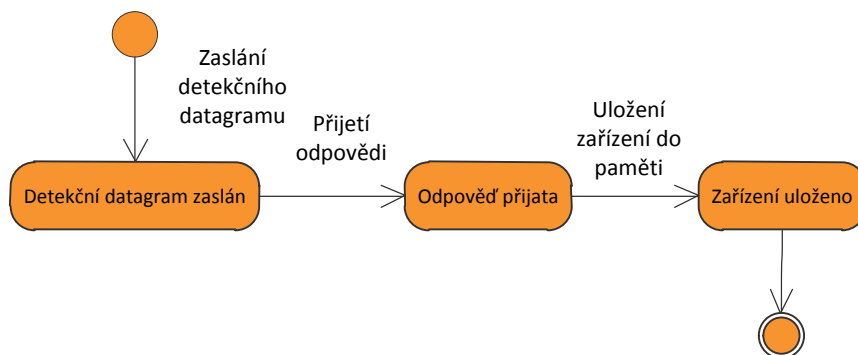 Zaslání
detekčního
datagramu
Přijetí
odpovědi
Uložení
zařízení do
paměti
Detekční datagram zaslán
Odpověď přijata
Zařízení uloženo